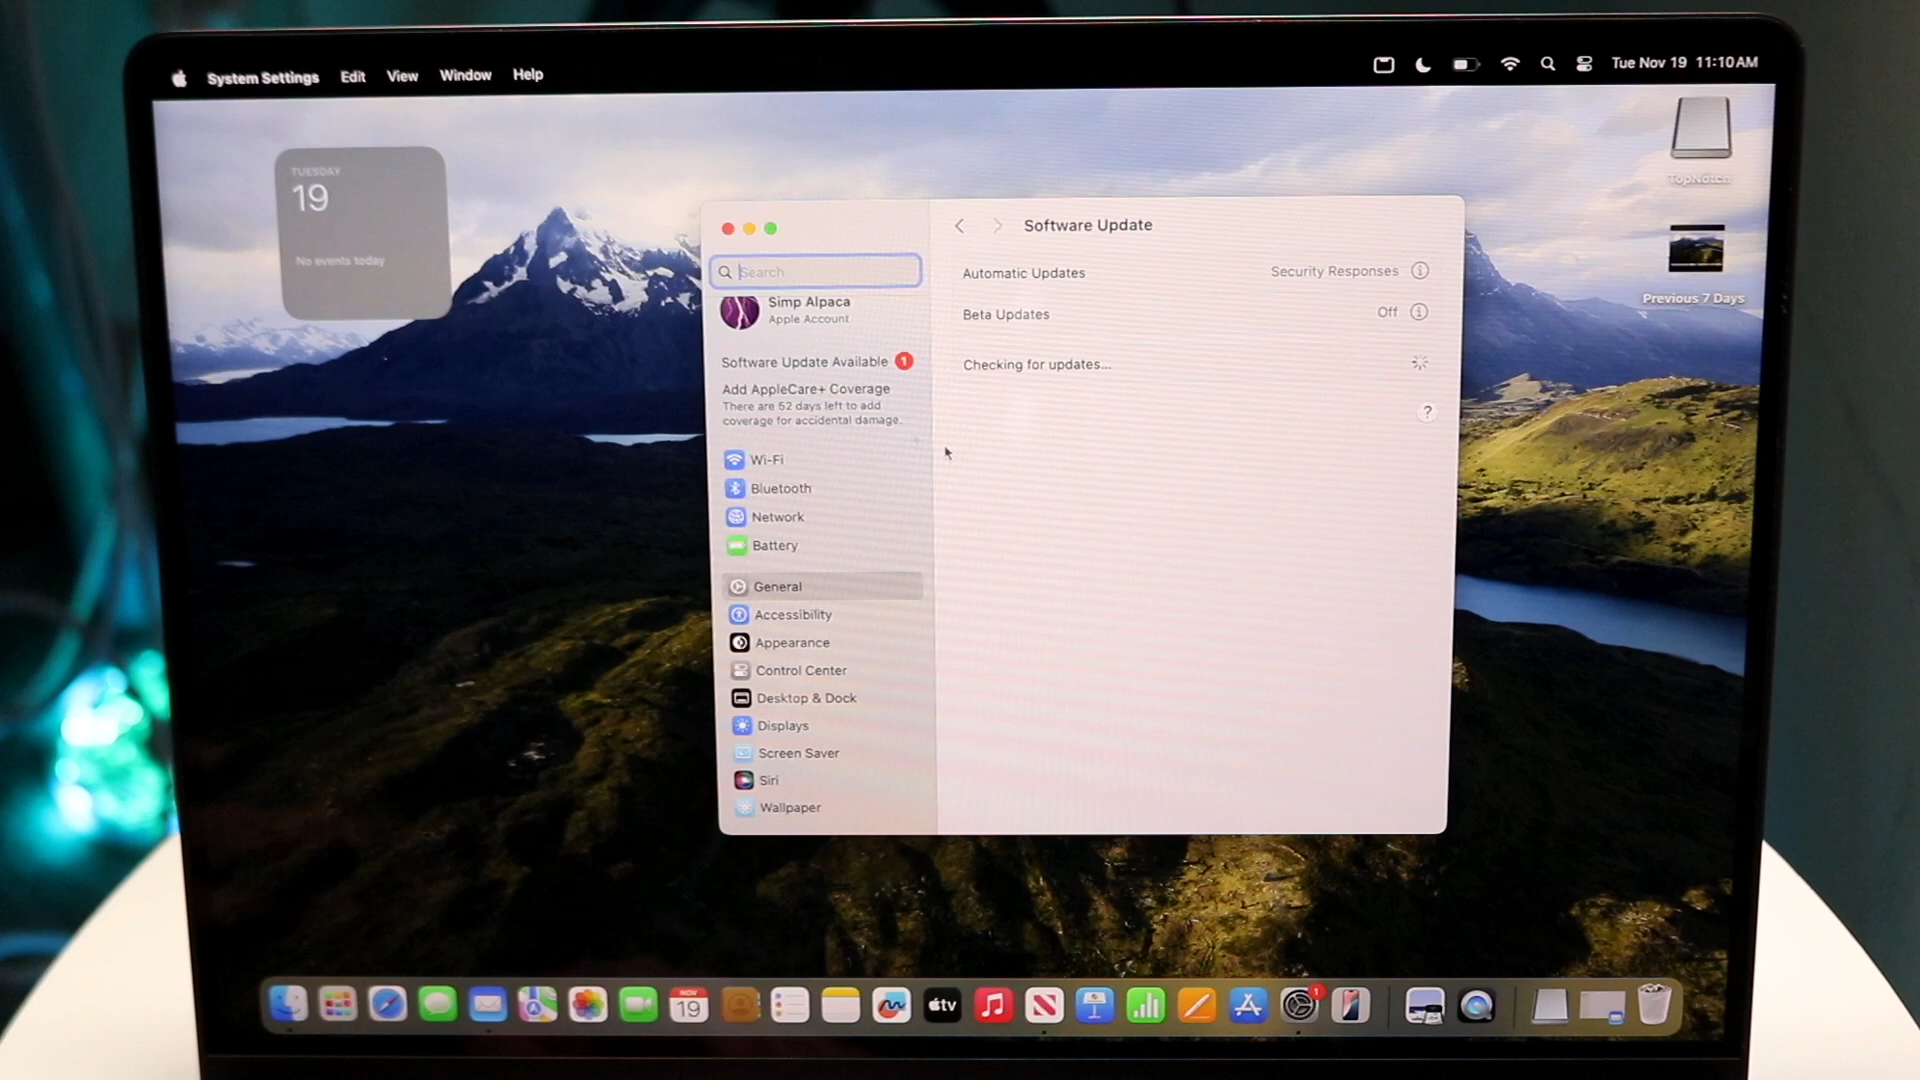 System Settings Edit View Window Help
Tue Nov 19 11:10 AM
TUESDAY
19
No events today
TopNotch
Previous 7 Days
Search
Simp Alpaca
Apple Account
Software Update Available 1
Add AppleCare+ Coverage
There are 52 days left to add
coverage for accidental damage.
Wi-Fi
Bluetooth
Network
Battery
General
Accessibility
Appearance
Control Center
Desktop & Dock
Displays
Screen Saver
Siri
Wallpaper
Software Update
Automatic Updates Security Responses
Beta Updates Off
Checking for updates...
?
NOV
19
tv
1